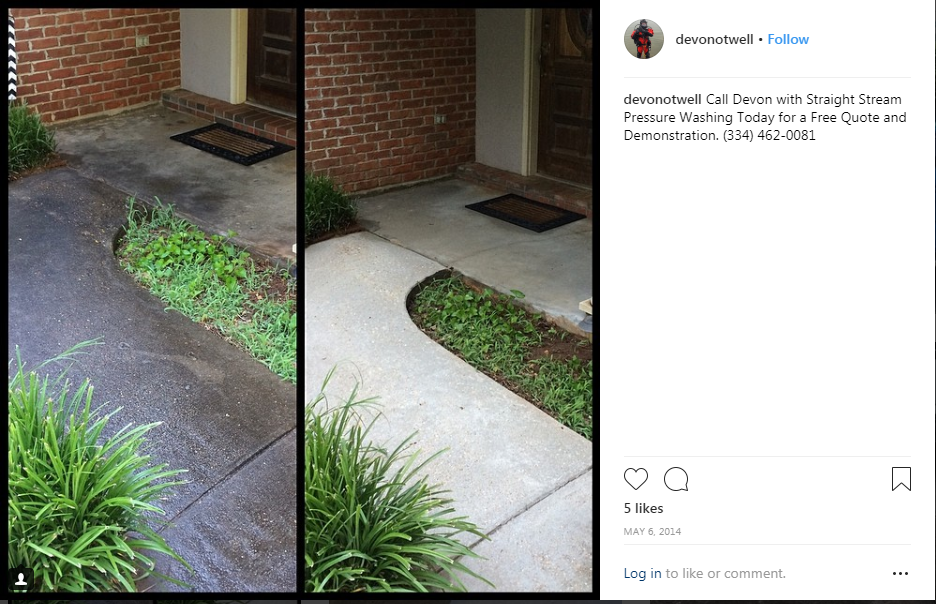 devonotwell • Follow
devonotwell Call Devon with Straight Stream
Pressure Washing Today for a Free Quote and
Demonstration. (334) 462-0081
5 likes
MAY 6, 2014
Log in to like or comment.